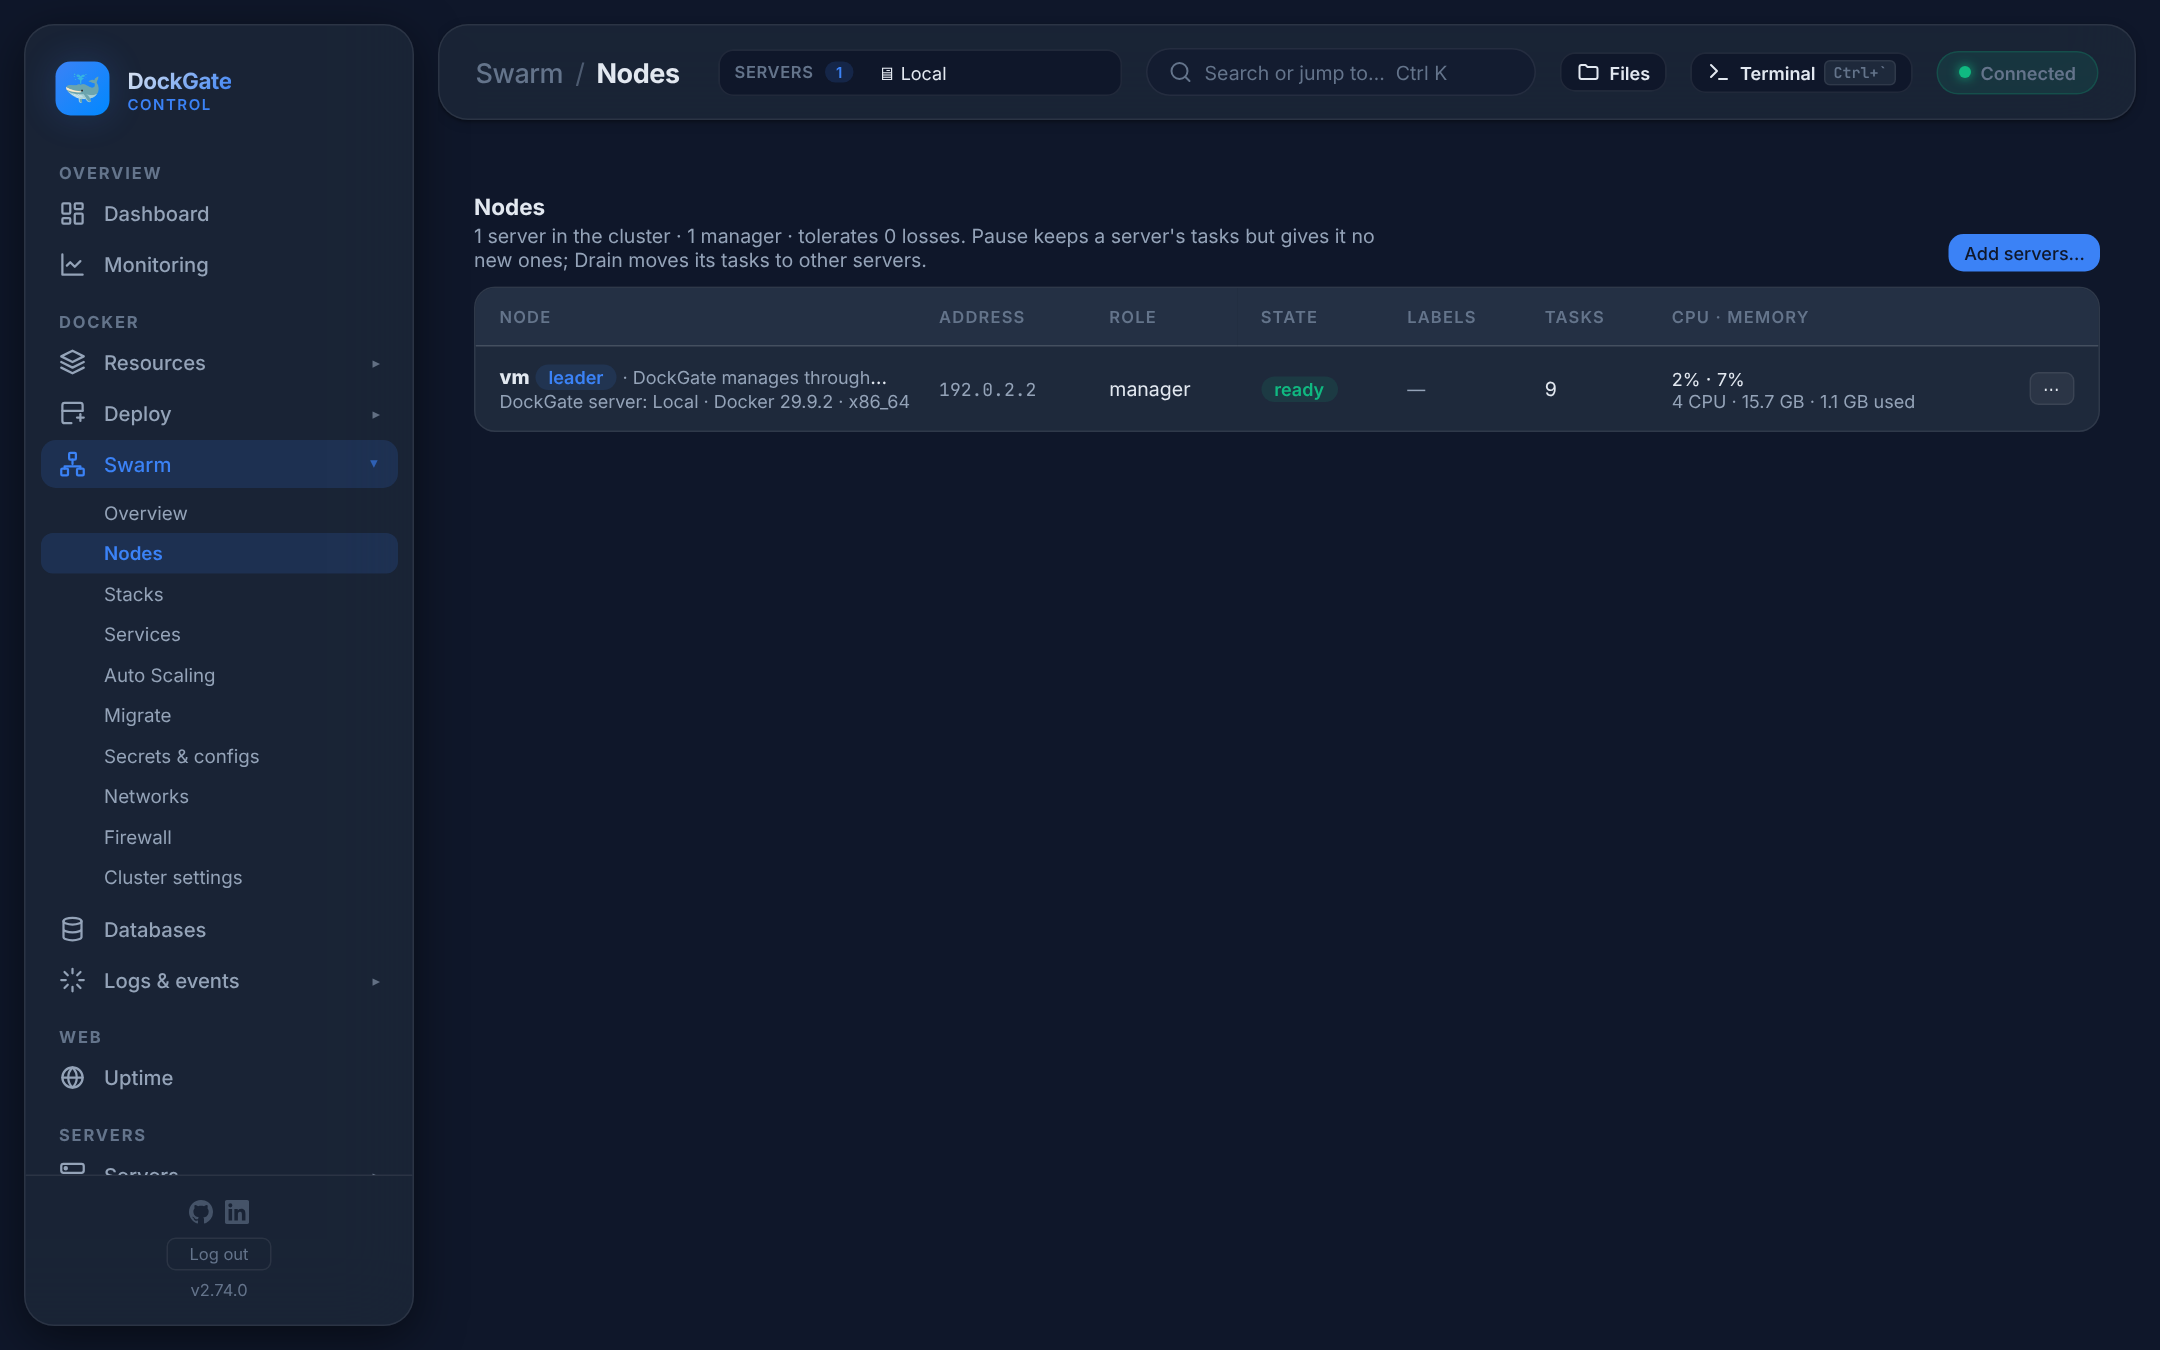 DockGate
CONTROL
OVERVIEW
Dashboard
Monitoring
DOCKER
Resources
Deploy
Swarm
Overview
Nodes
Stacks
Services
Auto Scaling
Migrate
Secrets & configs
Networks
Firewall
Cluster settings
Databases
Logs & events
WEB
Uptime
SERVERS
Servers
Log out
v2.74.0
Swarm / Nodes
SERVERS 1 Local
Search or jump to... Ctrl K
Files
Terminal Ctrl+`
Connected
Nodes
1 server in the cluster · 1 manager · tolerates 0 losses. Pause keeps a server's tasks but gives it no
new ones; Drain moves its tasks to other servers.
Add servers...
NODE ADDRESS ROLE STATE LABELS TASKS CPU · MEMORY
vm leader · DockGate manages through...
DockGate server: Local · Docker 29.9.2 · x86_64
192.0.2.2
manager
ready
—
9
2% · 7%
4 CPU · 15.7 GB · 1.1 GB used
...